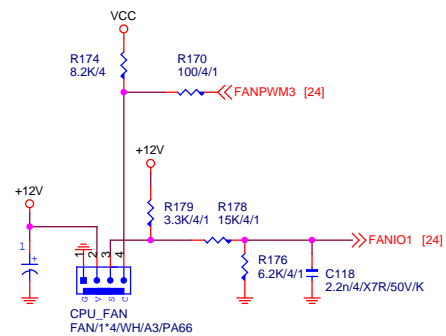 VCC
R174
8.2K/4
R170
100/4/1
FANPWM3 [24]
+12V
+12V
R179
3.3K/4/1
R178
15K/4/1
FANIO1 [24]
1
+
1
2
3
4
G
V
S
C
R176
6.2K/4/1
C118
2.2n/4/X7R/50V/K
CPU_FAN
FAN/1*4/WH/A3/PA66